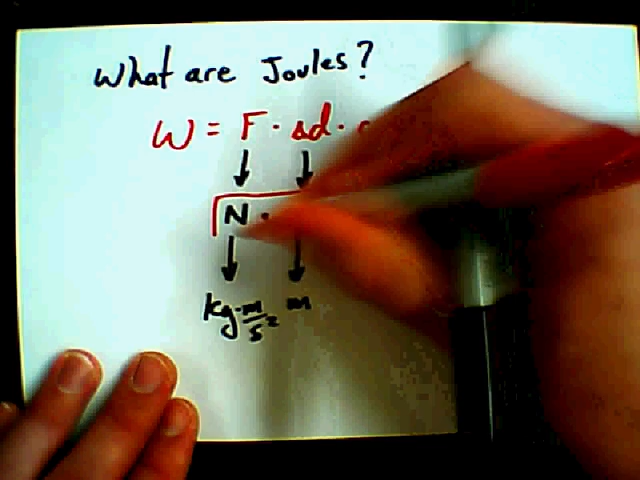 What are Joules?
W = F · Δd ·
N ·
kg · m/s² m